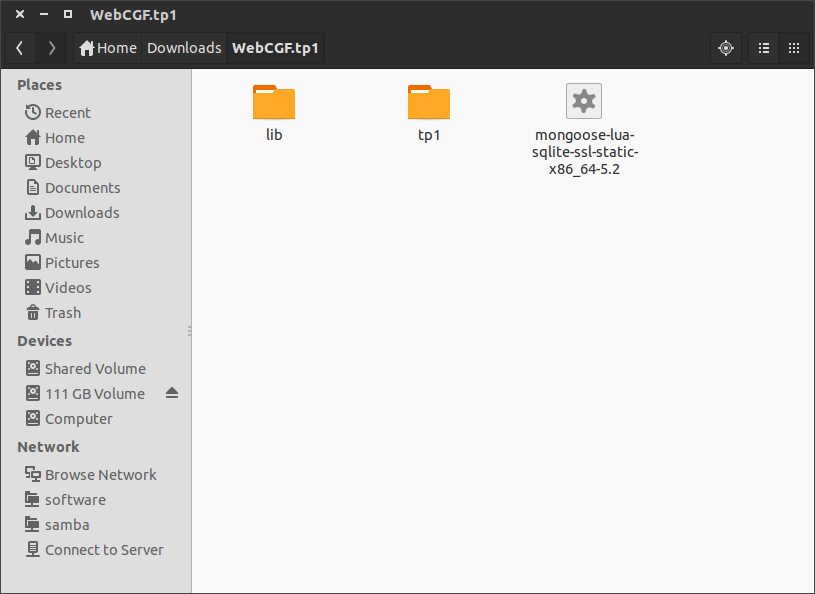 WebCGF.tp1
Home Downloads WebCGF.tp1
Places
Recent
Home
Desktop
Documents
Downloads
Music
Pictures
Videos
Trash
Devices
Shared Volume
111 GB Volume
Computer
Network
Browse Network
software
samba
Connect to Server
lib
tp1
mongoose-lua-
sqlite-ssl-static-
x86_64-5.2